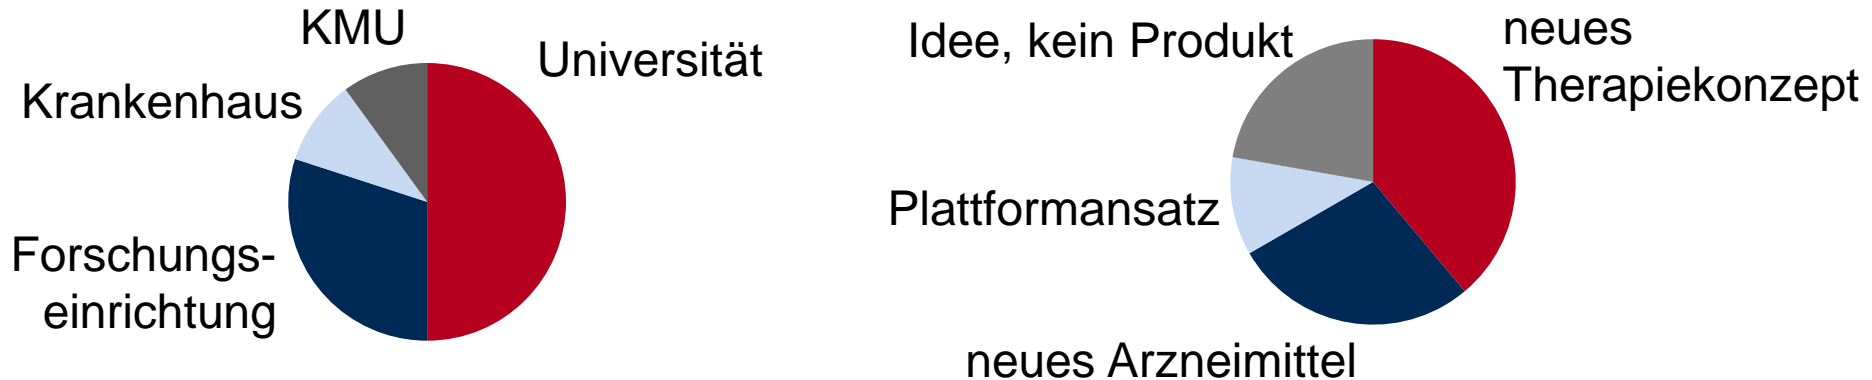 KMU
Universität
Krankenhaus
Forschungs-
einrichtung
Idee, kein Produkt
neues
Therapiekonzept
Plattformansatz
neues Arzneimittel